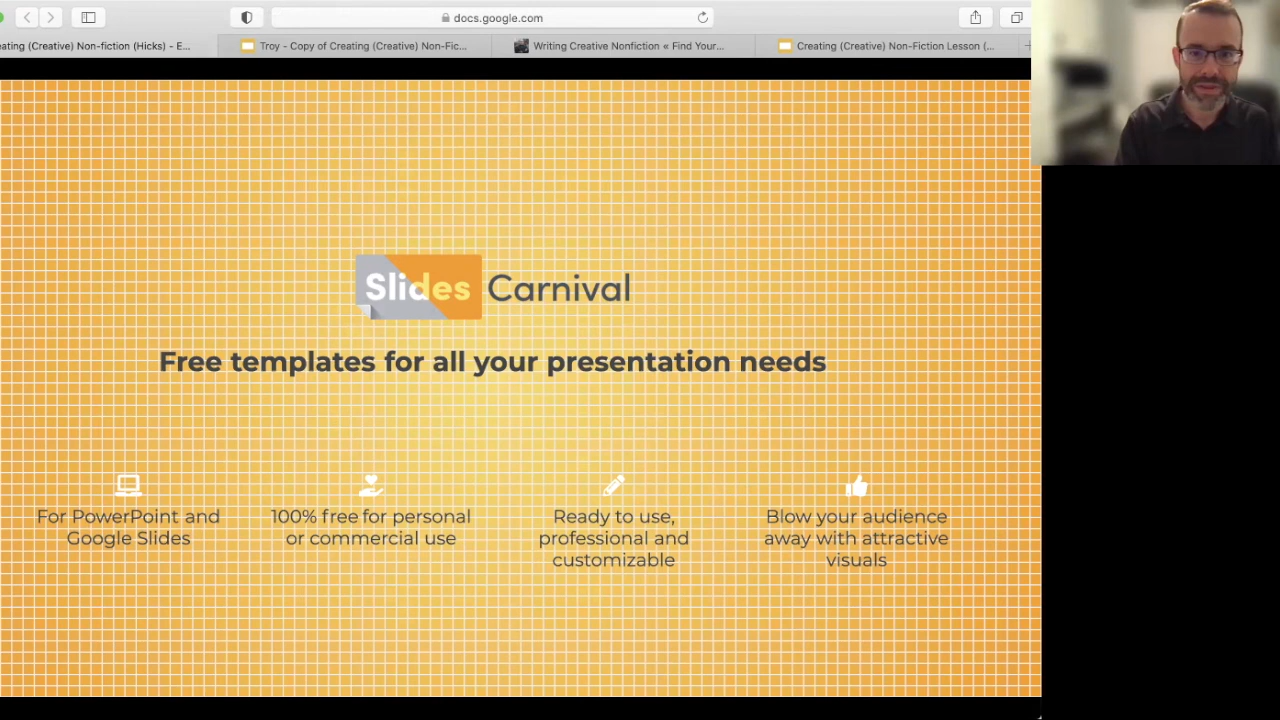 docs.google.com
eating (Creative) Non-fiction (Hicks) - E...
Troy - Copy of Creating (Creative) Non-Fic...
Writing Creative Nonfiction « Find Your...
Creating (Creative) Non-Fiction Lesson (...
Slides Carnival
Free templates for all your presentation needs
For PowerPoint and
Google Slides
100% free for personal
or commercial use
Ready to use,
professional and
customizable
Blow your audience
away with attractive
visuals